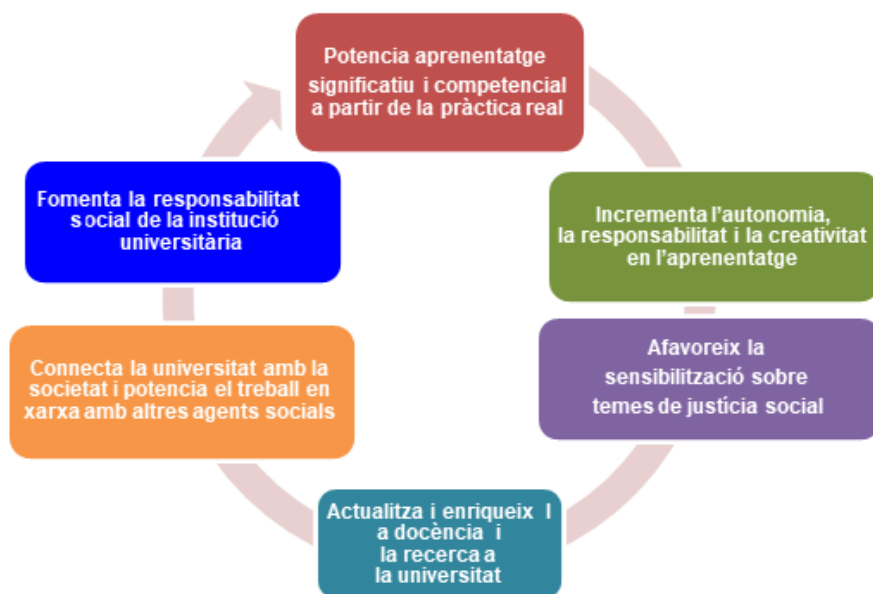 Potencia aprenentatge
significatiu i competencial
a partir de la pràctica real
Incrementa l'autonomia,
la responsabilitat i la creativitat
en l'aprenentatge
Afavoreix la
sensibilització sobre
temes de justícia social
Actualitza i enriqueix l
a docència i
la recerca a
la universitat
Connecta la universitat amb la
societat i potencia el treball en
xarxa amb altres agents socials
Fomenta la responsabilitat
social de la institució
universitària